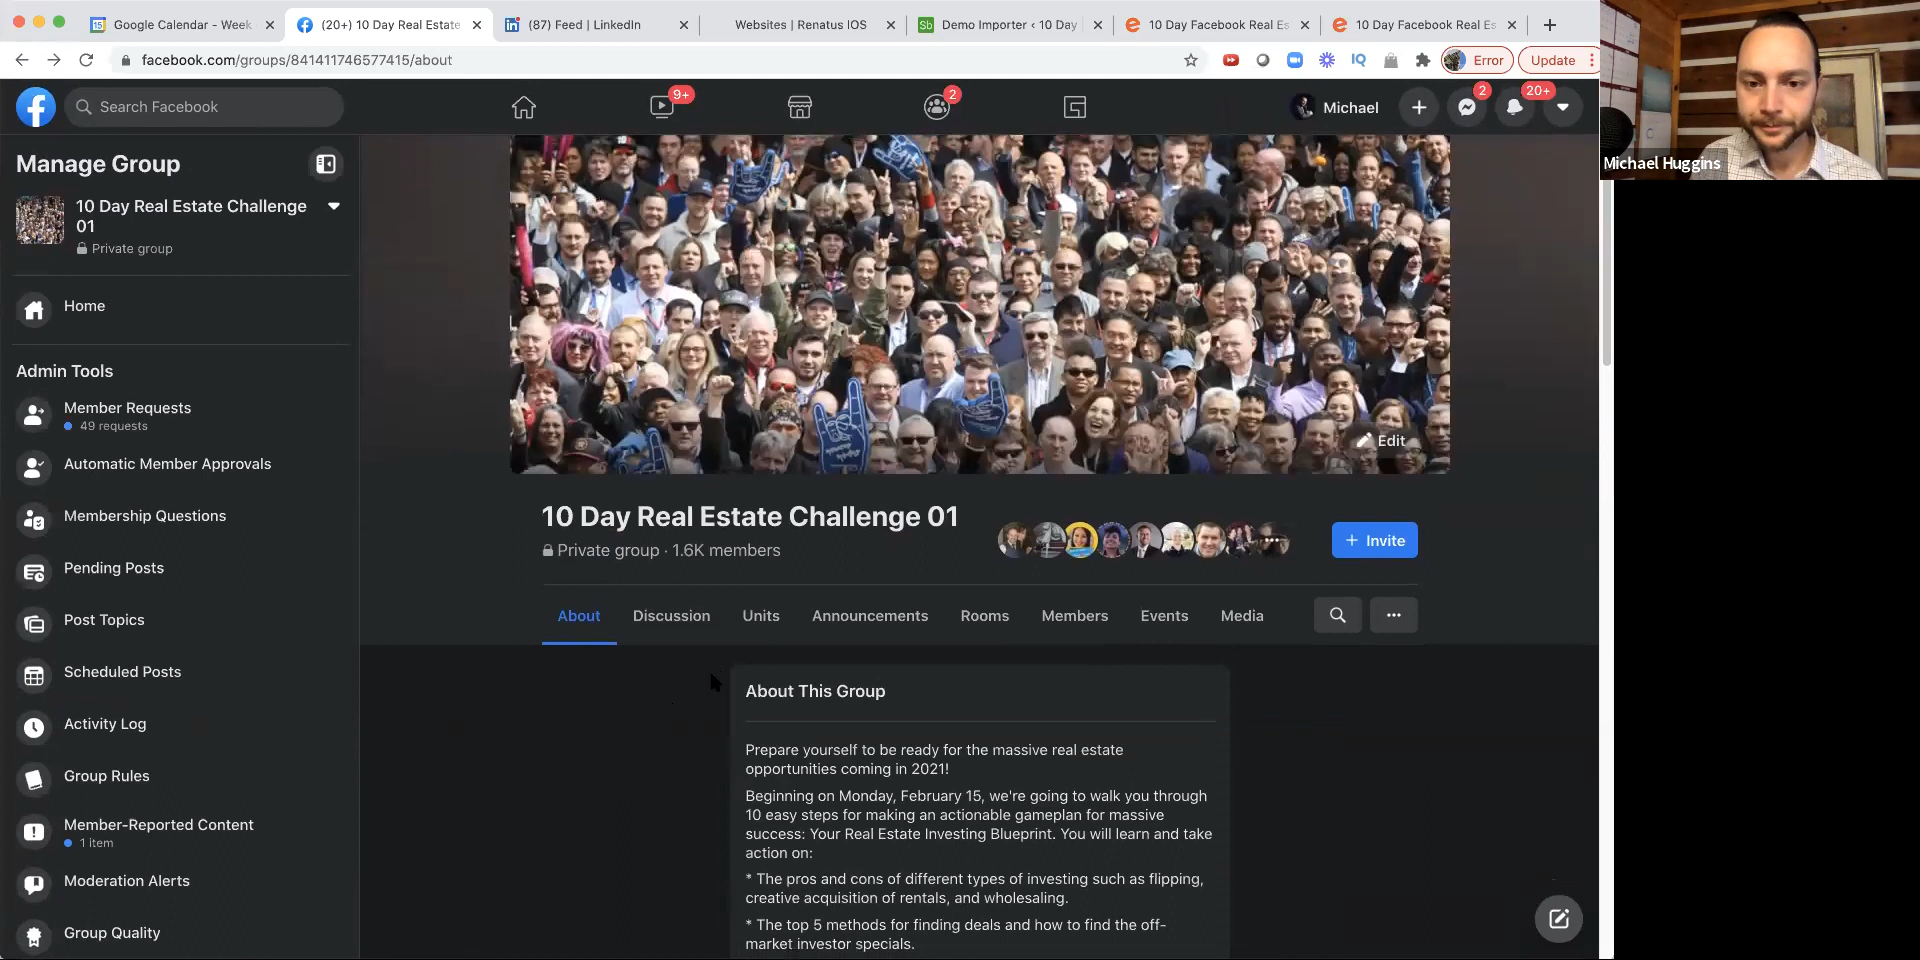 Google Calendar - Week
(20+) 10 Day Real Estate
(87) Feed | LinkedIn
Websites | Renatus IOS
Sb
Demo Importer ‹ 10 Day
10 Day Facebook Real Es
10 Day Facebook Real Es
facebook.com/groups/841411746577415/about
IQ
Error
Update
Search Facebook
9+
2
Michael
2
20+
Michael Huggins
Manage Group
10 Day Real Estate Challenge
01
Private group
Home
Admin Tools
Member Requests
49 requests
Automatic Member Approvals
Membership Questions
Pending Posts
Post Topics
Scheduled Posts
Activity Log
Group Rules
Member-Reported Content
1 item
Moderation Alerts
Group Quality
Edit
10 Day Real Estate Challenge 01
Private group · 1.6K members
+ Invite
About
Discussion
Units
Announcements
Rooms
Members
Events
Media
About This Group
Prepare yourself to be ready for the massive real estate
opportunities coming in 2021!
Beginning on Monday, February 15, we're going to walk you through
10 easy steps for making an actionable gameplan for massive
success: Your Real Estate Investing Blueprint. You will learn and take
action on:
* The pros and cons of different types of investing such as flipping,
creative acquisition of rentals, and wholesaling.
* The top 5 methods for finding deals and how to find the off-
market investor specials.